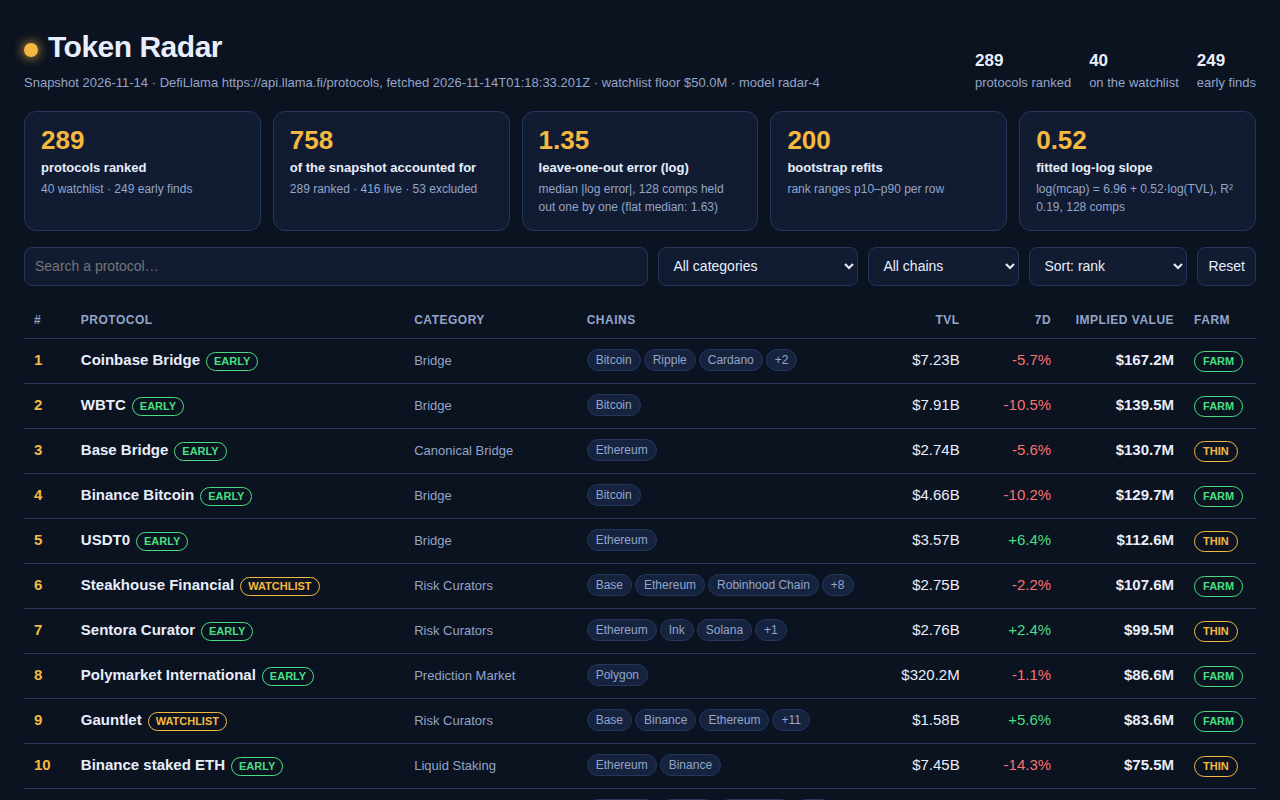 Token Radar
Snapshot 2026-11-14 · DefiLlama https://api.llama.fi/protocols, fetched 2026-11-14T01:18:33.201Z · watchlist floor $50.0M · model radar-4
289 40 249
protocols ranked on the watchlist early finds
289
protocols ranked
40 watchlist · 249 early finds
758
of the snapshot accounted for
289 ranked · 416 live · 53 excluded
1.35
leave-one-out error (log)
median |log error|, 128 comps held
out one by one (flat median: 1.63)
200
bootstrap refits
rank ranges p10–p90 per row
0.52
fitted log-log slope
log(mcap) = 6.96 + 0.52·log(TVL), R²
0.19, 128 comps
Search a protocol… All categories All chains Sort: rank Reset
# PROTOCOL CATEGORY CHAINS TVL 7D IMPLIED VALUE FARM
1 Coinbase Bridge EARLY Bridge Bitcoin Ripple Cardano +2 $7.23B -5.7% $167.2M FARM
2 WBTC EARLY Bridge Bitcoin $7.91B -10.5% $139.5M FARM
3 Base Bridge EARLY Canonical Bridge Ethereum $2.74B -5.6% $130.7M THIN
4 Binance Bitcoin EARLY Bridge Bitcoin $4.66B -10.2% $129.7M FARM
5 USDT0 EARLY Bridge Ethereum $3.57B +6.4% $112.6M THIN
6 Steakhouse Financial WATCHLIST Risk Curators Base Ethereum Robinhood Chain +8 $2.75B -2.2% $107.6M FARM
7 Sentora Curator EARLY Risk Curators Ethereum Ink Solana +1 $2.76B +2.4% $99.5M THIN
8 Polymarket International EARLY Prediction Market Polygon $320.2M -1.1% $86.6M FARM
9 Gauntlet WATCHLIST Risk Curators Base Binance Ethereum +11 $1.58B +5.6% $83.6M FARM
10 Binance staked ETH EARLY Liquid Staking Ethereum Binance $7.45B -14.3% $75.5M THIN